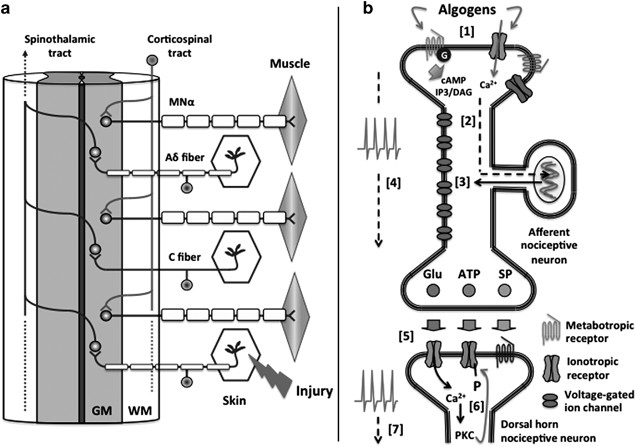 a
Spinothalamic
tract
Corticospinal
tract
Muscle
MNα
Aδ fiber
C fiber
GM
WM
Skin
Injury
b
Algogens
[1]
G
cAMP
IP3/DAG
Ca2+
[2]
[3]
[4]
Afferent
nociceptive
neuron
Glu
ATP
SP
[5]
Metabotropic
receptor
Ionotropic
receptor
Voltage-gated
ion channel
P
Ca2+
[6]
PKC
[7]
Dorsal horn
nociceptive neuron